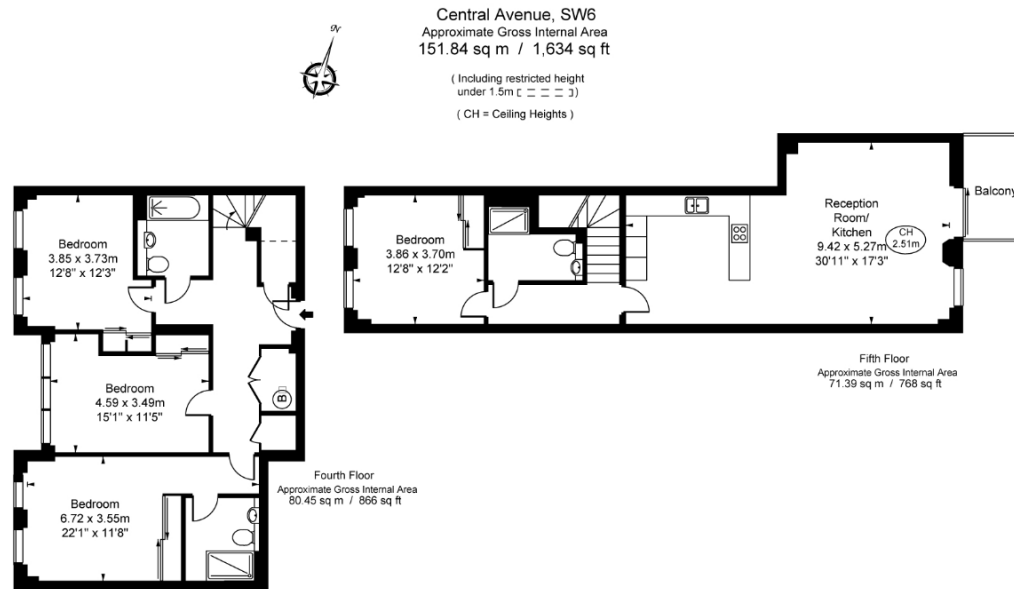 Central Avenue, SW6
Approximate Gross Internal Area
151.84 sq m / 1,634 sq ft
( Including restricted height
under 1.5m [ ] )
( CH = Ceiling Heights )
N
Bedroom
3.85 x 3.73m
12'8" x 12'3"
Bedroom
4.59 x 3.49m
15'1" x 11'5"
B
Bedroom
6.72 x 3.55m
22'1" x 11'8"
Fourth Floor
Approximate Gross Internal Area
80.45 sq m / 866 sq ft
Bedroom
3.86 x 3.70m
12'8" x 12'2"
Reception
Room/
Kitchen
9.42 x 5.27m
30'11" x 17'3"
CH
2.51m
Balcony
Fifth Floor
Approximate Gross Internal Area
71.39 sq m / 768 sq ft